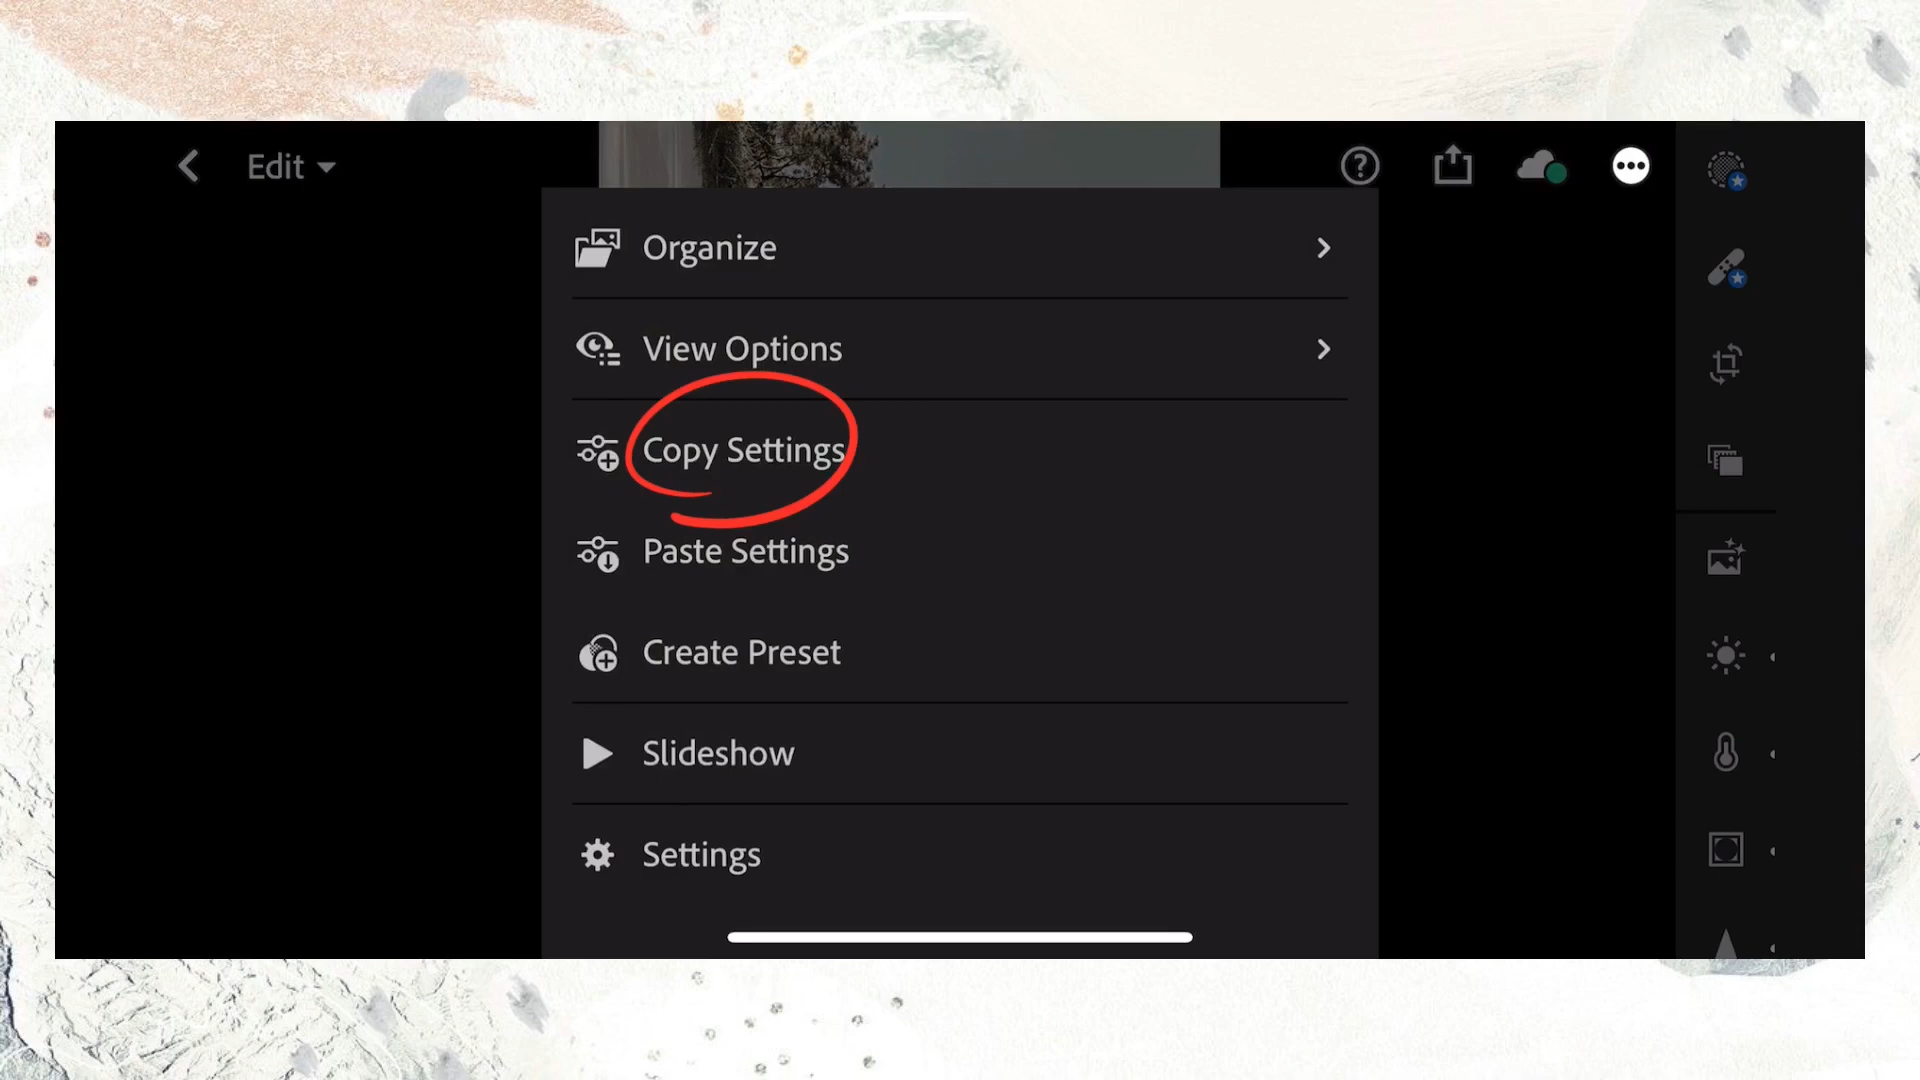 Edit
Organize
View Options
Copy Settings
Paste Settings
Create Preset
Slideshow
Settings